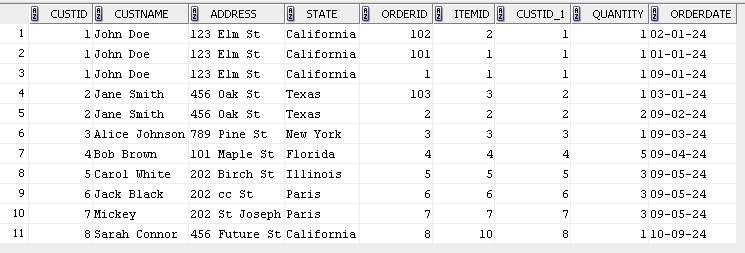 CUSTID CUSTNAME ADDRESS STATE ORDERID ITEMID CUSTID_1 QUANTITY ORDERDATE
1 1 John Doe 123 Elm St California 102 2 1 1 02-01-24
2 1 John Doe 123 Elm St California 101 1 1 1 02-01-24
3 1 John Doe 123 Elm St California 1 1 1 1 09-01-24
4 2 Jane Smith 456 Oak St Texas 103 3 2 1 03-01-24
5 2 Jane Smith 456 Oak St Texas 2 2 2 3 09-02-24
6 3 Alice Johnson 789 Pine St New York 3 3 3 1 09-03-24
7 4 Bob Brown 101 Maple St Florida 4 4 4 5 09-04-24
8 5 Carol White 202 Birch St Illinois 5 5 5 3 09-05-24
9 6 Jack Black 202 cc St Paris 6 6 6 3 09-05-24
10 7 Mickey 202 St Joseph Paris 7 7 7 3 09-05-24
11 8 Sarah Connor 456 Future St California 8 10 8 1 10-09-24